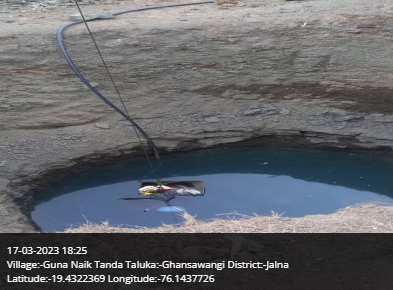 17-03-2023 18:25
Village:-Guna Naik Tanda Taluka:-Ghansawangi District:-Jalna
Latitude:-19.4322369 Longitude:-76.1437726